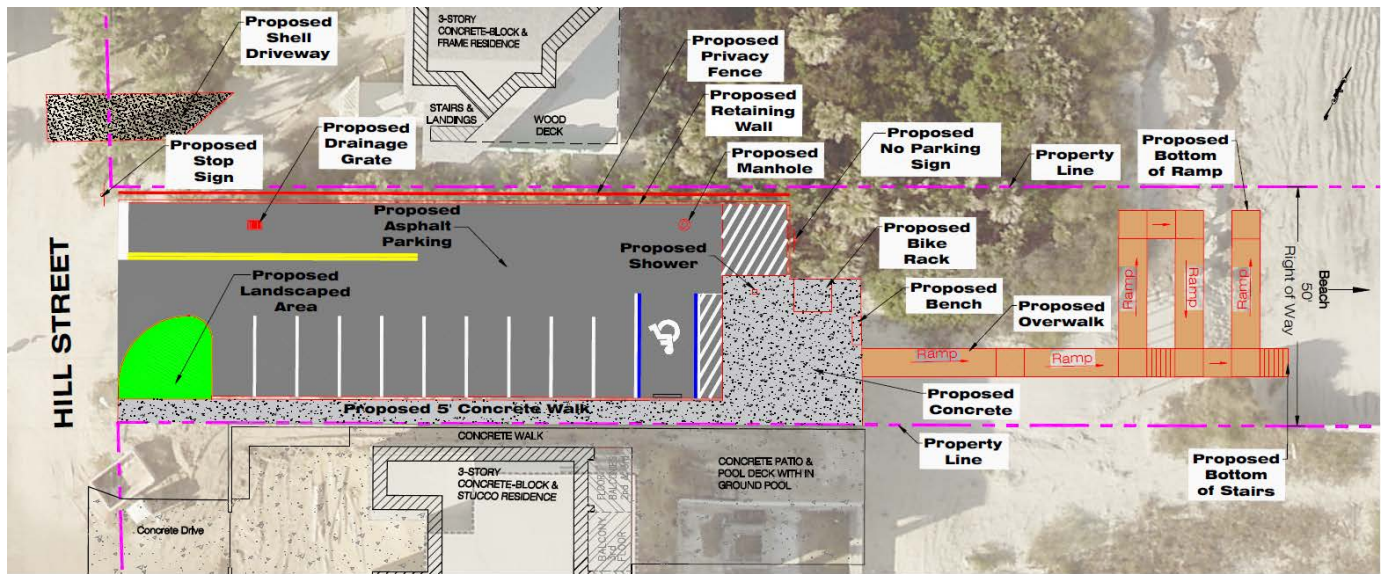 Proposed
Shell
Driveway
3-STORY
CONCRETE-BLOCK &
FRAME RESIDENCE
Proposed
Privacy
Fence
STAIRS &
LANDINGS
WOOD
DECK
Proposed
Retaining
Wall
Proposed
Drainage
Grate
Proposed
Stop
Sign
Proposed
Manhole
Proposed
No Parking
Sign
Property
Line
Proposed
Bottom
of Ramp
HILL STREET
Proposed
Asphalt
Parking
Proposed
Shower
Proposed
Bike
Rack
Proposed
Bench
Proposed
Landscaped
Area
Proposed
Overwalk
Ramp
Ramp
Ramp
Beach
50'
Right of Way
Ramp
Ramp
Proposed 5' Concrete Walk
Proposed
Concrete
CONCRETE WALK
Property
Line
Proposed
Bottom
of Stairs
3-STORY
CONCRETE-BLOCK &
STUCCO RESIDENCE
BALCONY
FLOOR
BALCONY
2nd
CONCRETE PATIO &
POOL DECK WITH IN
GROUND POOL
Concrete Drive